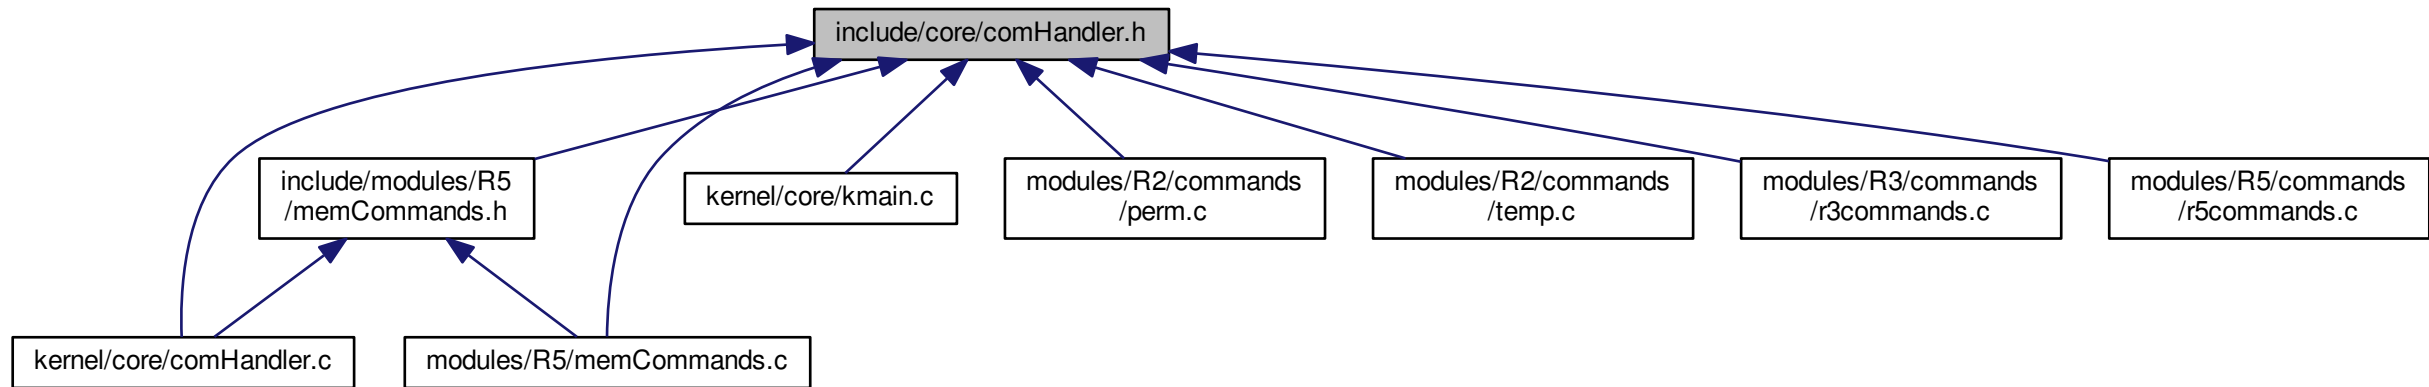 include/core/comHandler.h
include/modules/R5
/memCommands.h
kernel/core/kmain.c
modules/R2/commands
/perm.c
modules/R2/commands
/temp.c
modules/R3/commands
/r3commands.c
modules/R5/commands
/r5commands.c
kernel/core/comHandler.c
modules/R5/memCommands.c